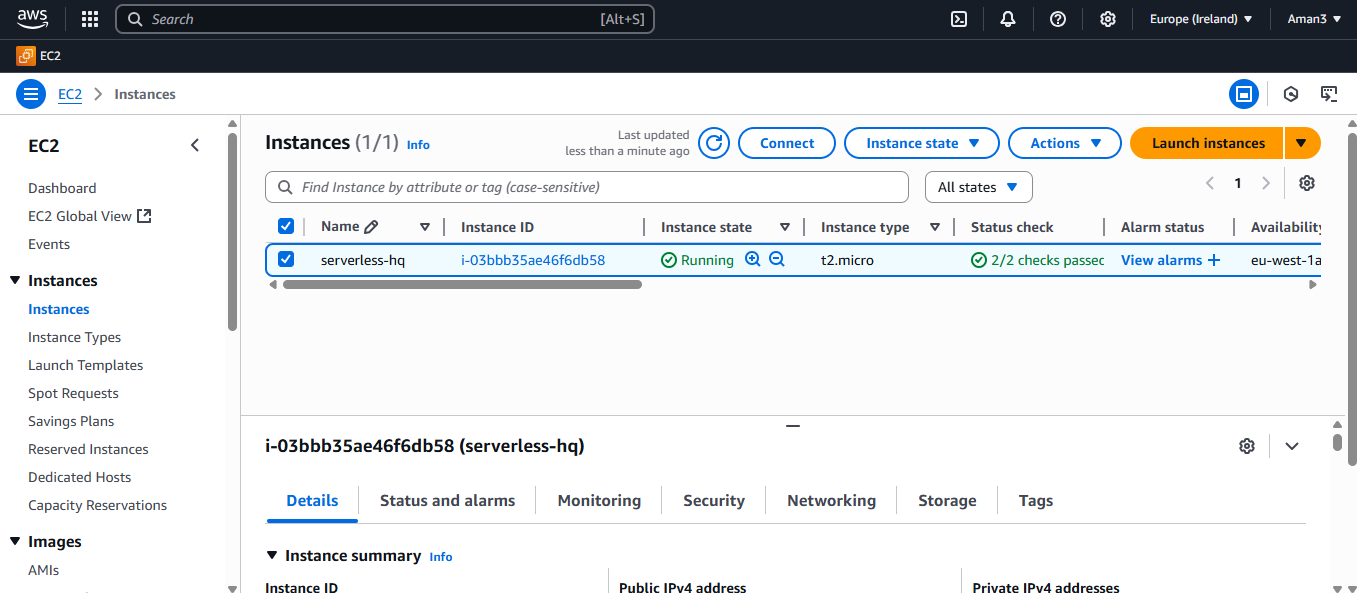 aws
Search [Alt+S]
Europe (Ireland) Aman3
EC2
EC2 Instances
EC2
Dashboard
EC2 Global View
Events
Instances
Instances
Instance Types
Launch Templates
Spot Requests
Savings Plans
Reserved Instances
Dedicated Hosts
Capacity Reservations
Images
AMIs
Instances (1/1) Info
Last updated
less than a minute ago
Connect Instance state Actions Launch instances
Find Instance by attribute or tag (case-sensitive) All states
1
Name Instance ID Instance state Instance type Status check Alarm status Availability
serverless-hq i-03bbb35ae46f6db58 Running t2.micro 2/2 checks passec View alarms + eu-west-1a
i-03bbb35ae46f6db58 (serverless-hq)
Details Status and alarms Monitoring Security Networking Storage Tags
Instance summary Info
Instance ID Public IPv4 address Private IPv4 addresses